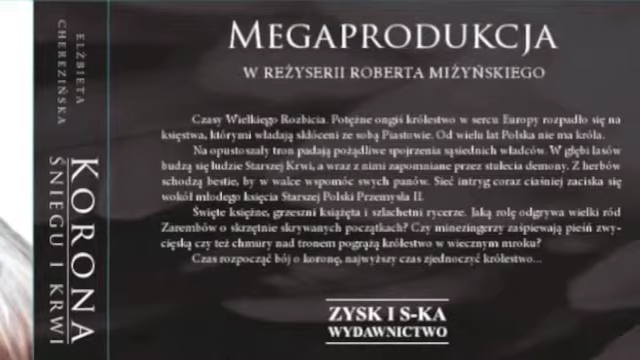 ELŻBIETA
CHEREZIŃSKA
KORONA
ŚNIEGU I KRWI
MEGAPRODUKCJA
W REŻYSERII ROBERTA MIŻYŃSKIEGO
Czasy Wielkiego Rozbicia. Potężne ongiś królestwo w sercu Europy rozpadło się na
księstwa, którymi władają skłóceni ze sobą Piastowie. Od wielu lat Polska nie ma króla.
Na opustoszały tron padają pożądliwe spojrzenia sąsiednich władców. W głębi lasów
budzą się ludzie Starszej Krwi, a wraz z nimi zapomniane przez stulecia demony. Z herbów
schodzą bestie, by w walce wspomóc swych panów. Sieć intryg coraz ciaśniej zaciska się
wokół młodego księcia Starszej Polski Przemysła II.
Święte księżne, grzeszni książęta i szlachetni rycerze. Jaką rolę odgrywa wielki ród
Zarembów o skrzętnie skrywanych początkach? Czy minezingerzy zaśpiewają pieśń zwy-
cięską czy też chmury nad tronem pogrążą królestwo w wiecznym mroku?
Czas rozpocząć bój o koronę, najwyższy czas zjednoczyć królestwo...
ZYSK I S-KA
WYDAWNICTWO